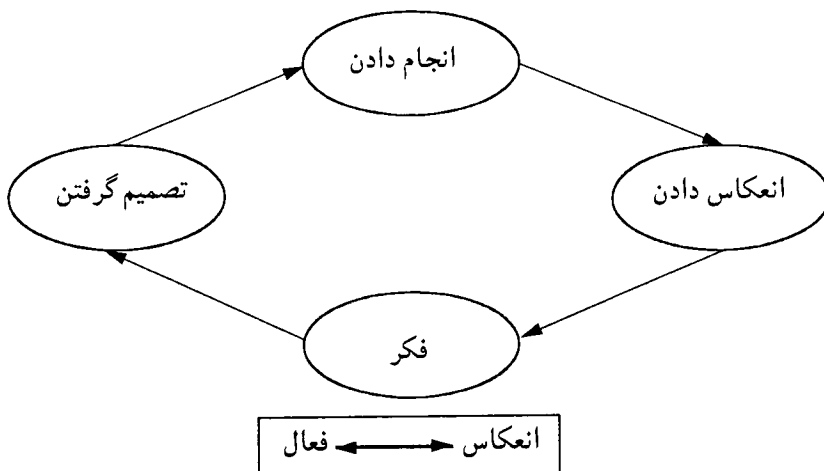 انجام دادن
انعکاس دادن
تصمیم گرفتن
فکر
انعکاس فعال